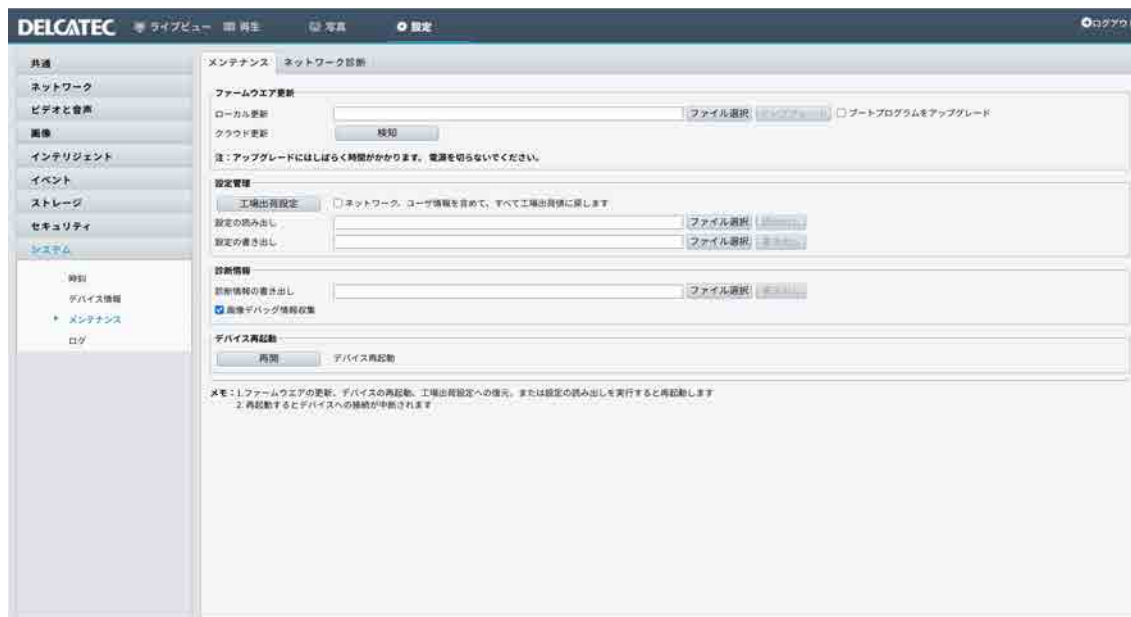 DELCATEC ライブビュー 再生 写真 設定 ログアウ
共通
ネットワーク
ビデオと音声
画像
インテリジェント
イベント
ストレージ
セキュリティ
システム
時刻
デバイス情報
メンテナンス
ログ
メンテナンス ネットワーク診断
ファームウエア更新
ローカル更新 ファイル選択 ブートプログラムをアップグレード
クラウド更新 検知
注:アップグレードにはしばらく時間がかかります。電源を切らないでください。
設定管理
工場出荷設定 ネットワーク、ユーザ情報を含めて、すべて工場出荷値に戻します
設定の読み出し ファイル選択
設定の書き出し ファイル選択
診断情報
診断情報の書き出し ファイル選択
画像デバッグ情報収集
デバイス再起動
再開 デバイス再起動
メモ:1.ファームウエアの更新、デバイスの再起動、工場出荷設定への復元、または設定の読み出しを実行すると再起動します
2. 再起動するとデバイスへの接続が中断されます